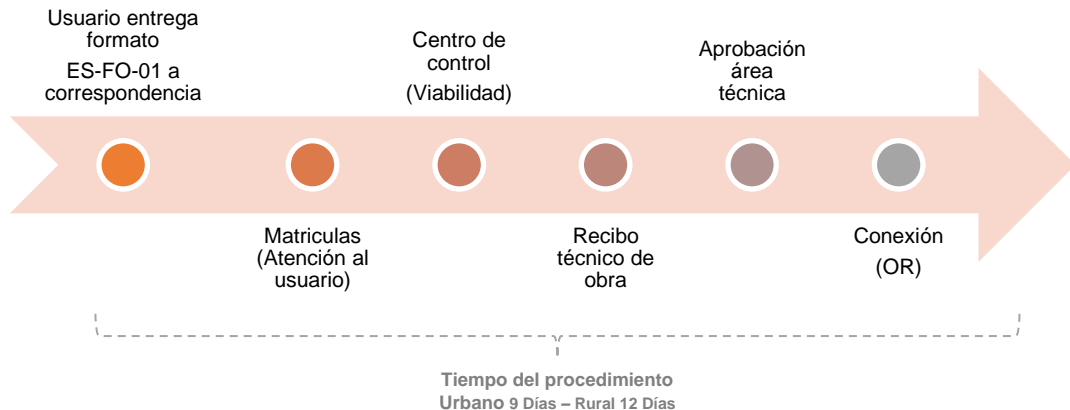 Usuario entrega
formato
ES-FO-01 a
correspondencia
Matriculas
(Atención al
usuario)
Centro de
control
(Viabilidad)
Recibo
técnico de
obra
Aprobación
área
técnica
Conexión
(OR)
Tiempo del procedimiento
Urbano 9 Días – Rural 12 Días